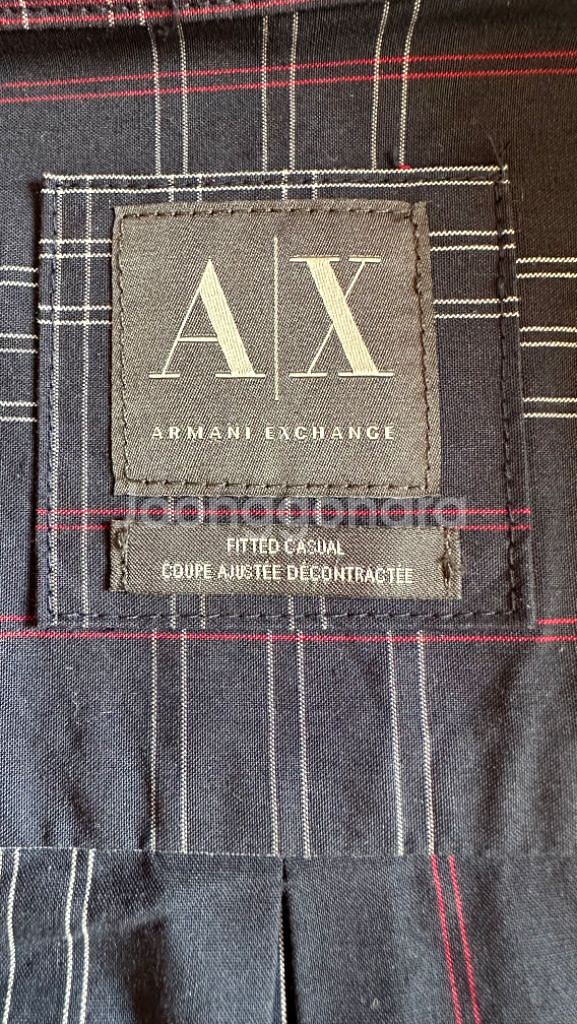 A|X
ARMANI EXCHANGE
FITTED CASUAL
COUPE AJUSTÉE DÉCONTRACTÉE